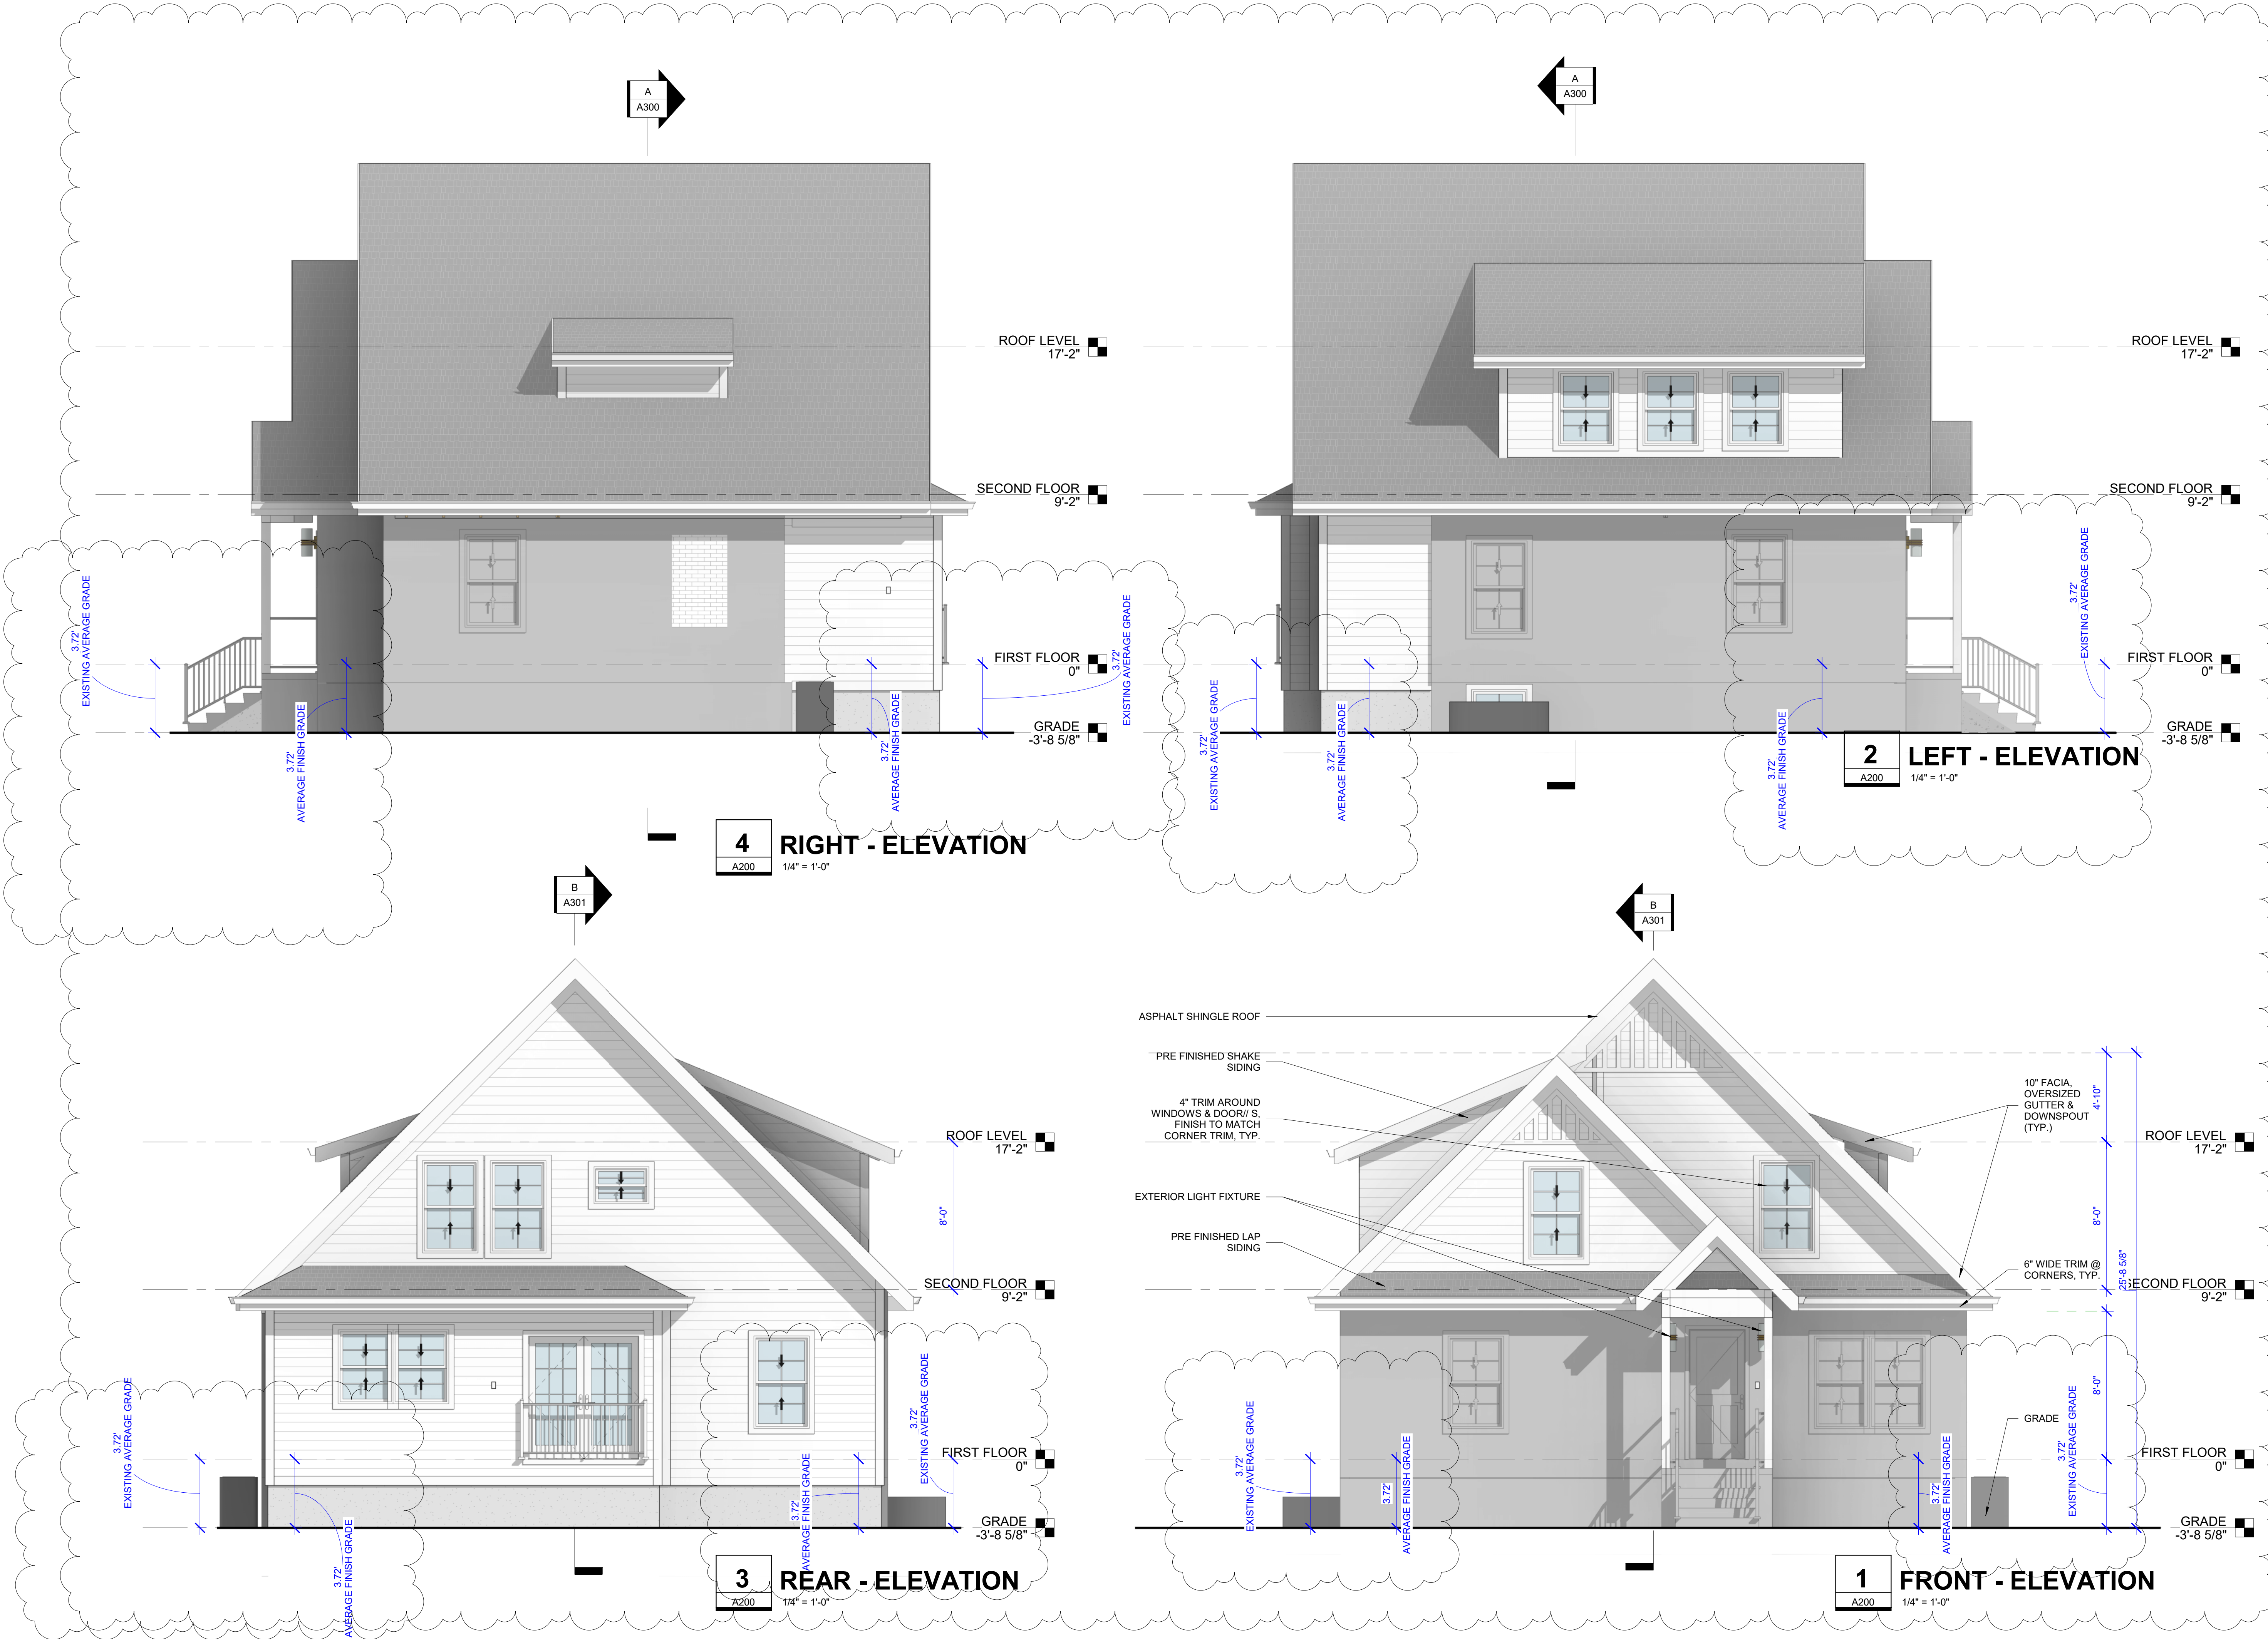 A
A300
A
A300
ROOF LEVEL
17'-2"
SECOND FLOOR
9'-2"
FIRST FLOOR
0"
GRADE
-3'-8 5/8"
3.72'
EXISTING AVERAGE GRADE
3.72'
AVERAGE FINISH GRADE
3.72'
AVERAGE FINISH GRADE
3.72'
EXISTING AVERAGE GRADE
4
A200
RIGHT - ELEVATION
1/4" = 1'-0"
ROOF LEVEL
17'-2"
SECOND FLOOR
9'-2"
FIRST FLOOR
0"
GRADE
-3'-8 5/8"
3.72'
EXISTING AVERAGE GRADE
3.72'
AVERAGE FINISH GRADE
3.72'
AVERAGE FINISH GRADE
3.72'
EXISTING AVERAGE GRADE
2
A200
LEFT - ELEVATION
1/4" = 1'-0"
B
A301
ROOF LEVEL
17'-2"
8'-0"
SECOND FLOOR
9'-2"
FIRST FLOOR
0"
GRADE
-3'-8 5/8"
3.72'
EXISTING AVERAGE GRADE
3.72'
AVERAGE FINISH GRADE
3.72'
AVERAGE FINISH GRADE
3.72'
EXISTING AVERAGE GRADE
3
A200
REAR - ELEVATION
1/4" = 1'-0"
B
A301
ASPHALT SHINGLE ROOF
PRE FINISHED SHAKE
SIDING
4" TRIM AROUND
WINDOWS & DOOR// S,
FINISH TO MATCH
CORNER TRIM, TYP.
EXTERIOR LIGHT FIXTURE
PRE FINISHED LAP
SIDING
10" FACIA,
OVERSIZED
GUTTER &
DOWNSPOUT
(TYP.)
6" WIDE TRIM @
CORNERS, TYP.
GRADE
4'-10"
8'-0"
25'-8 5/8"
8'-0"
ROOF LEVEL
17'-2"
SECOND FLOOR
9'-2"
FIRST FLOOR
0"
GRADE
-3'-8 5/8"
3.72'
EXISTING AVERAGE GRADE
3.72'
AVERAGE FINISH GRADE
3.72'
AVERAGE FINISH GRADE
3.72'
EXISTING AVERAGE GRADE
1
A200
FRONT - ELEVATION
1/4" = 1'-0"